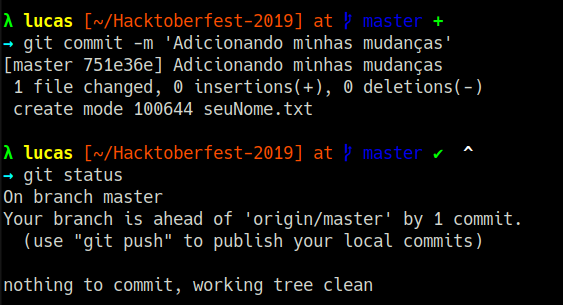 λ lucas [~/Hacktoberfest-2019] at master +
→ git commit -m 'Adicionando minhas mudanças'
[master 751e36e] Adicionando minhas mudanças
1 file changed, 0 insertions(+), 0 deletions(-)
create mode 100644 seuNome.txt
λ lucas [~/Hacktoberfest-2019] at master ✔ ^
→ git status
On branch master
Your branch is ahead of 'origin/master' by 1 commit.
(use "git push" to publish your local commits)
nothing to commit, working tree clean